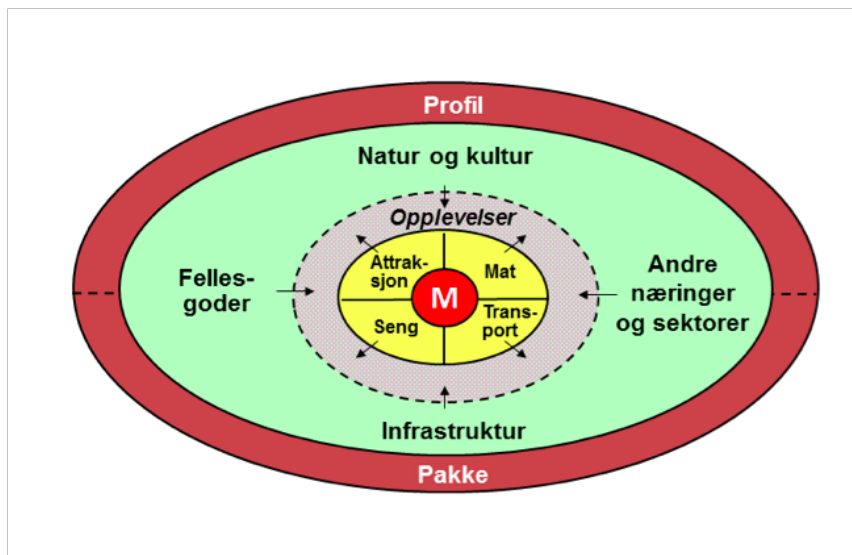 Profil
Natur og kultur
Opplevelser
Attrak-
sjon
Mat
Felles-
goder
M
Andre
næringer
og sektorer
Seng
Trans-
port
Infrastruktur
Pakke